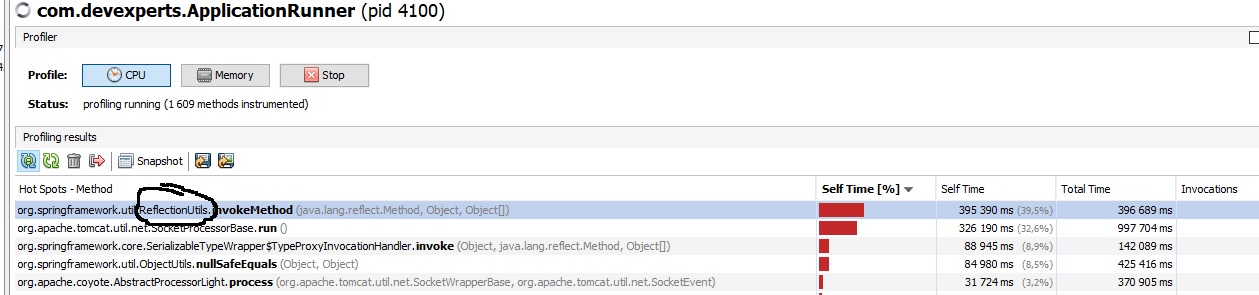 com.devexperts.ApplicationRunner (pid 4100)
Profiler
Profile: CPU Memory Stop
Status: profiling running (1 609 methods instrumented)
Profiling results
Snapshot
Hot Spots - Method Self Time [%] Self Time Total Time Invocations
org.springframework.util.ReflectionUtils.invokeMethod (java.lang.reflect.Method, Object, Object[]) 395 390 ms (39,5%) 396 689 ms
org.apache.tomcat.util.net.SocketProcessorBase.run () 326 190 ms (32,6%) 997 704 ms
org.springframework.core.SerializableTypeWrapper$TypeProxyInvocationHandler.invoke (Object, java.lang.reflect.Method, Object[]) 88 945 ms (8,9%) 142 089 ms
org.springframework.util.ObjectUtils.nullSafeEquals (Object, Object) 84 980 ms (8,5%) 425 416 ms
org.apache.coyote.AbstractProcessorLight.process (org.apache.tomcat.util.net.SocketWrapperBase, org.apache.tomcat.util.net.SocketEvent) 31 724 ms (3,2%) 370 905 ms